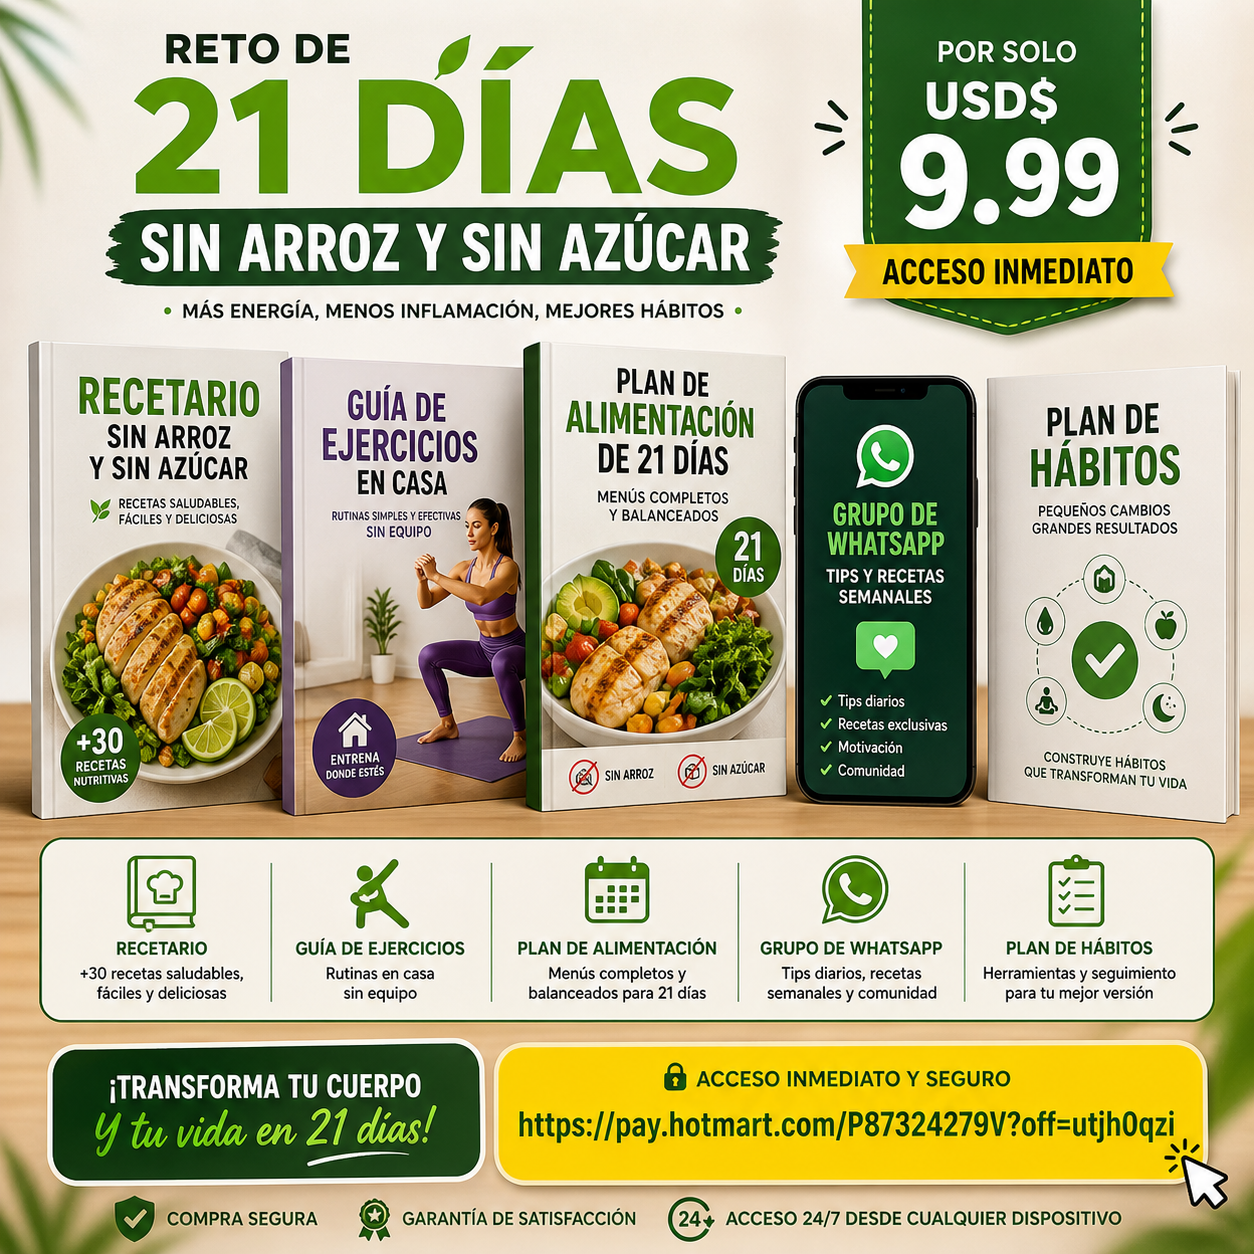 RETO DE
21 DÍAS
SIN ARROZ Y SIN AZÚCAR
• MÁS ENERGÍA, MENOS INFLAMACIÓN, MEJORES HÁBITOS •
POR SOLO
USD$
9.99
ACCESO INMEDIATO
RECETARIO
SIN ARROZ
Y SIN AZÚCAR
RECETAS SALUDABLES,
FÁCILES Y DELICIOSAS
+30
RECETAS
NUTRITIVAS
GUÍA DE
EJERCICIOS
EN CASA
RUTINAS SIMPLES Y EFECTIVAS
SIN EQUIPO
ENTRENA
DONDE ESTÉS
PLAN DE
ALIMENTACIÓN
DE 21 DÍAS
MENÚS COMPLETOS
Y BALANCEADOS
21
DÍAS
SIN ARROZ
SIN AZÚCAR
GRUPO DE
WHATSAPP
TIPS Y RECETAS
SEMANALES
Tips diarios
Recetas exclusivas
Motivación
Comunidad
PLAN DE
HÁBITOS
PEQUEÑOS CAMBIOS
GRANDES RESULTADOS
CONSTRUYE HÁBITOS
QUE TRANSFORMAN TU VIDA
RECETARIO
+30 recetas saludables,
fáciles y deliciosas
GUÍA DE EJERCICIOS
Rutinas en casa
sin equipo
PLAN DE ALIMENTACIÓN
Menús completos y
balanceados para 21 días
GRUPO DE WHATSAPP
Tips diarios, recetas
semanales y comunidad
PLAN DE HÁBITOS
Herramientas y seguimiento
para tu mejor versión
¡TRANSFORMA TU CUERPO
Y tu vida en 21 días!
ACCESO INMEDIATO Y SEGURO
https://pay.hotmart.com/P87324279V?off=utjh0qzi
COMPRA SEGURA
GARANTÍA DE SATISFACCIÓN
24
ACCESO 24/7 DESDE CUALQUIER DISPOSITIVO